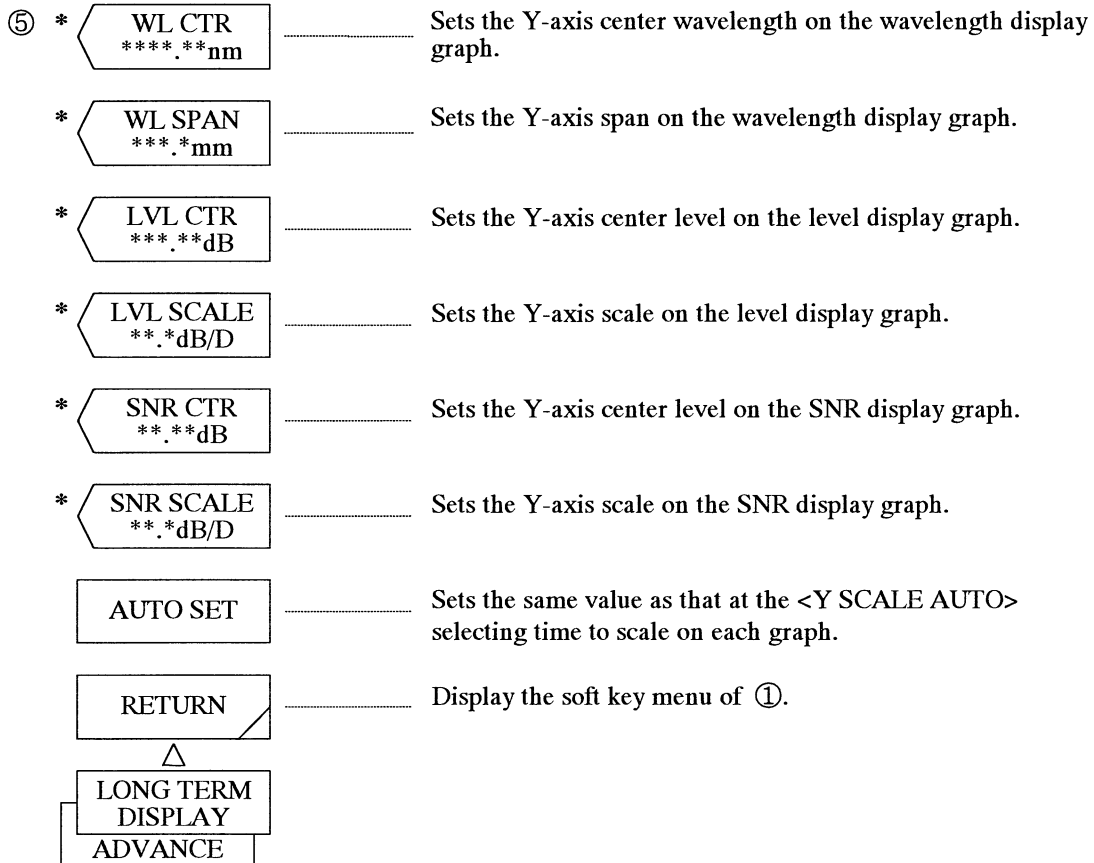 ⑤ * WL CTR Sets the Y-axis center wavelength on the wavelength display
****.**nm graph.
* WL SPAN Sets the Y-axis span on the wavelength display graph.
***.*mm
* LVL CTR Sets the Y-axis center level on the level display graph.
***.**dB
* LVL SCALE Sets the Y-axis scale on the level display graph.
**.*dB/D
* SNR CTR Sets the Y-axis center level on the SNR display graph.
**.**dB
* SNR SCALE Sets the Y-axis scale on the SNR display graph.
**.*dB/D
AUTO SET Sets the same value as that at the <Y SCALE AUTO>
selecting time to scale on each graph.
RETURN Display the soft key menu of ①.
△
LONG TERM
DISPLAY
ADVANCE